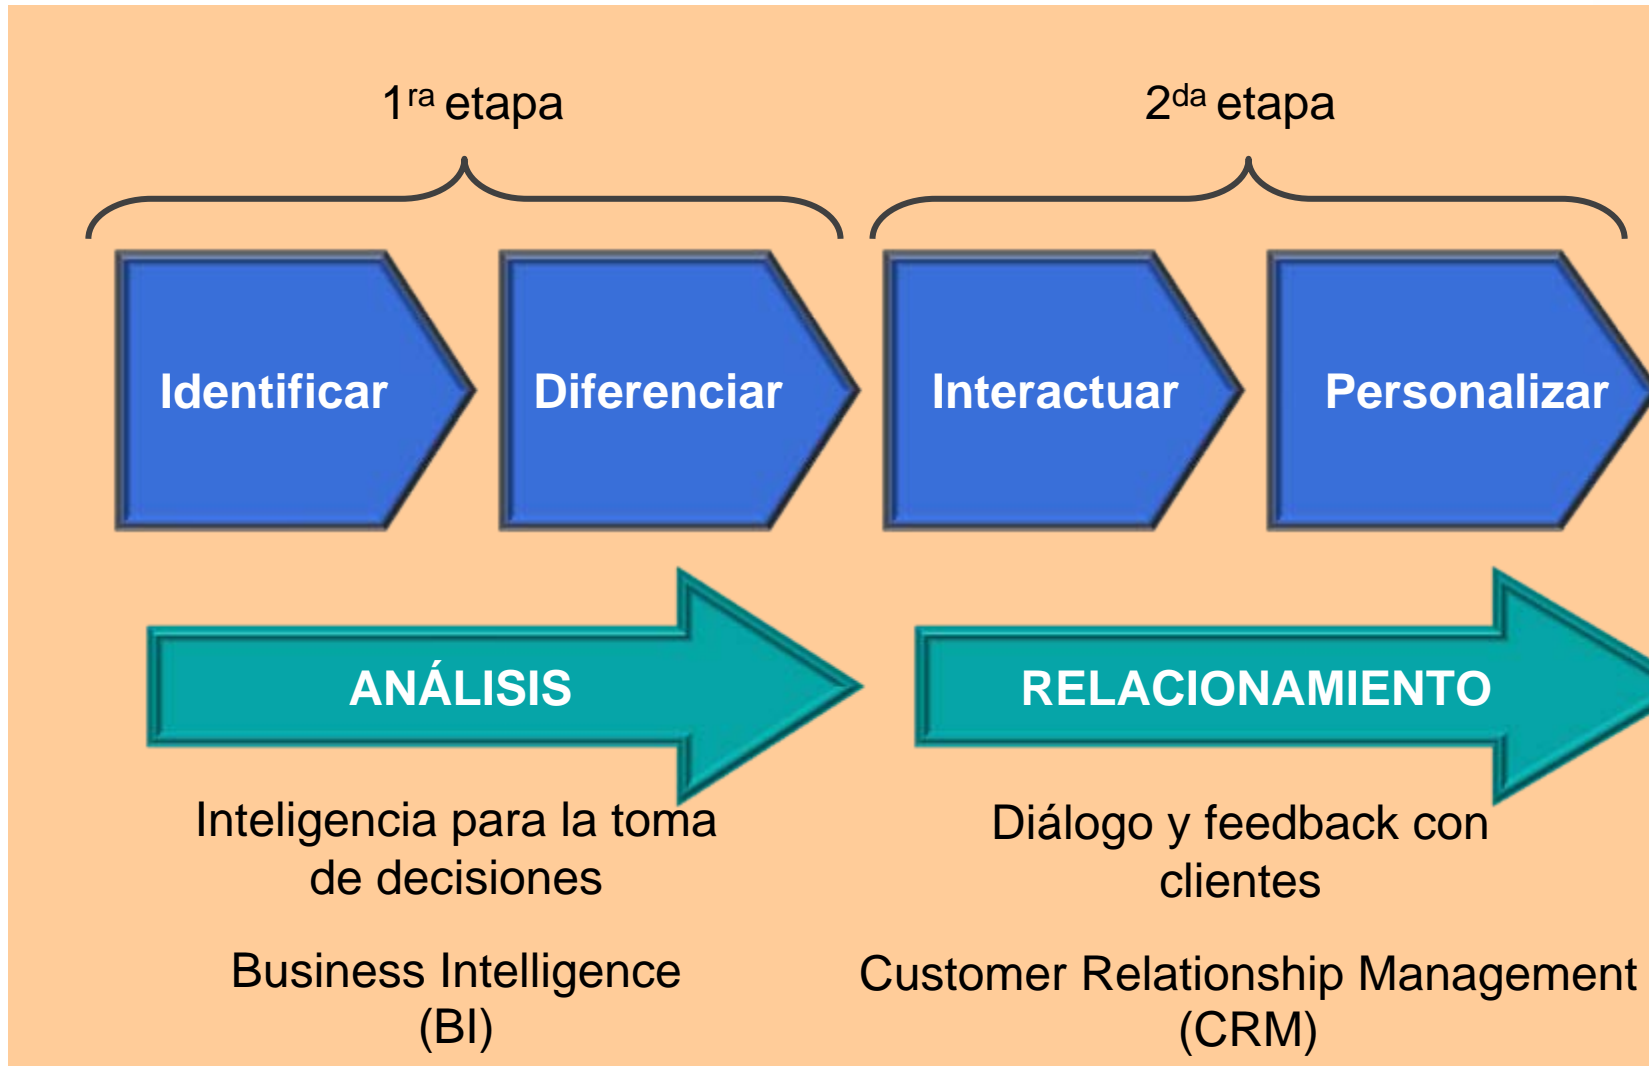 1ra etapa
2da etapa
Identificar
Diferenciar
Interactuar
Personalizar
ANÁLISIS
RELACIONAMIENTO
Inteligencia para la toma
de decisiones
Diálogo y feedback con
clientes
Business Intelligence
(BI)
Customer Relationship Management
(CRM)